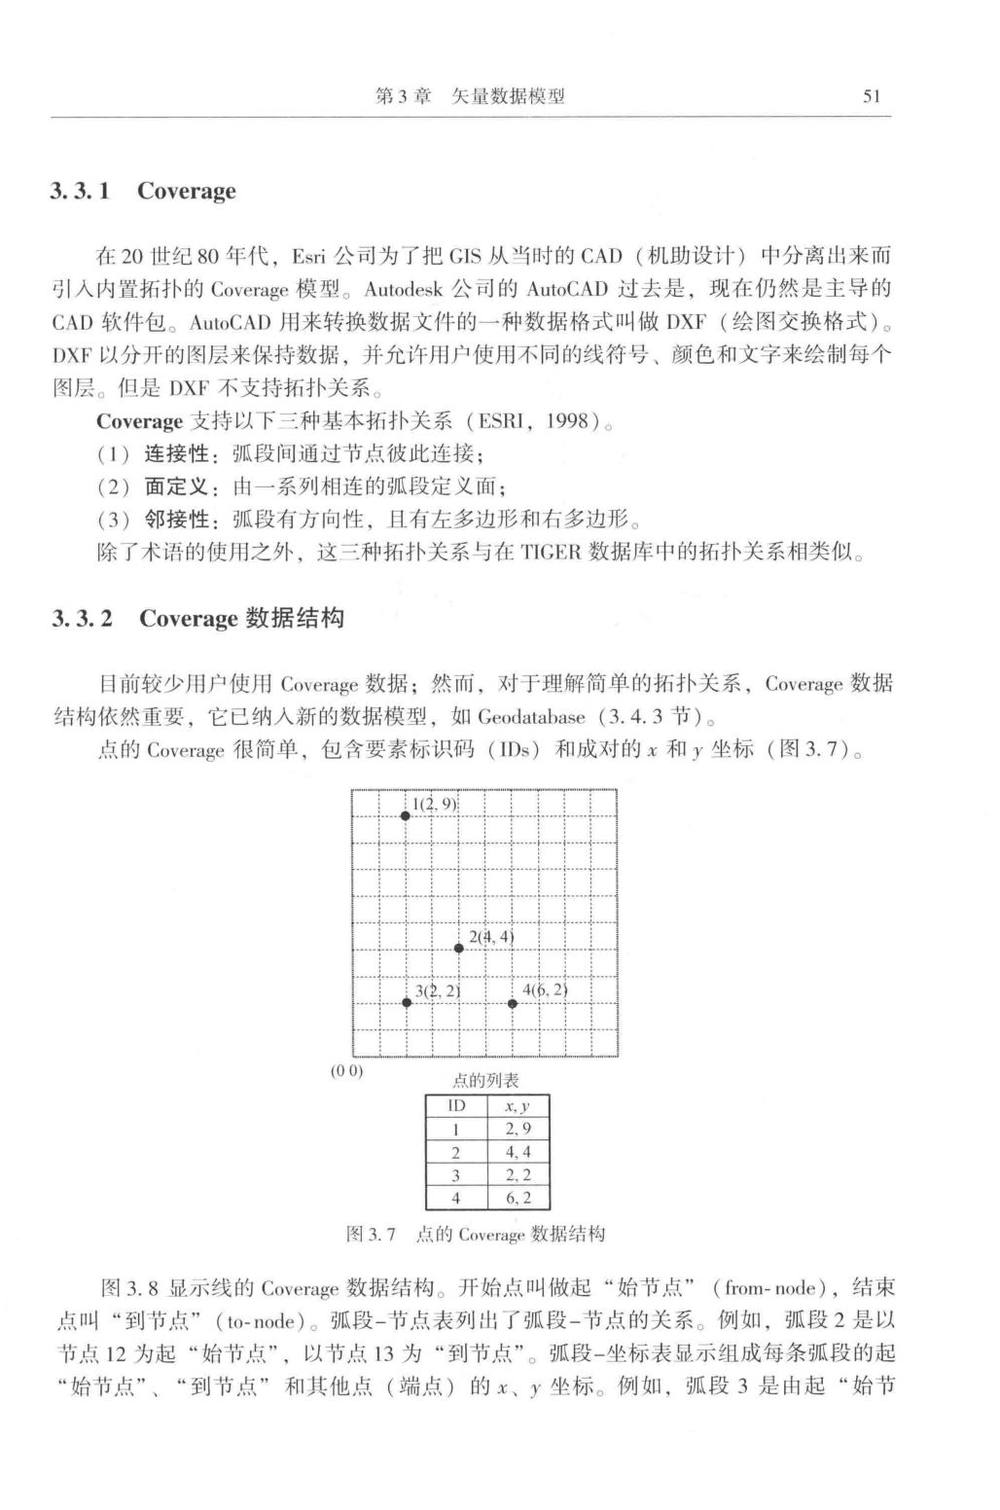 第3章 矢量数据模型 51
3.3.1 Coverage
在20世纪80年代，Esri公司为了把GIS从当时的CAD（机助设计）中分离出来而
引入内置拓扑的Coverage模型。Autodesk公司的AutoCAD过去是，现在仍然是主导的
CAD软件包。AutoCAD用来转换数据文件的一种数据格式叫做DXF（绘图交换格式）。
DXF以分开的图层来保持数据，并允许用户使用不同的线符号、颜色和文字来绘制每个
图层。但是DXF不支持拓扑关系。
Coverage支持以下三种基本拓扑关系（ESRI，1998）。
（1）连接性：弧段间通过节点彼此连接；
（2）面定义：由一系列相连的弧段定义面；
（3）邻接性：弧段有方向性，且有左多边形和右多边形。
除了术语的使用之外，这三种拓扑关系与在TIGER数据库中的拓扑关系相类似。
3.3.2 Coverage数据结构
目前较少用户使用Coverage数据；然而，对于理解简单的拓扑关系，Coverage数据
结构依然重要，它已纳入新的数据模型，如Geodatabase（3.4.3节）。
点的Coverage很简单，包含要素标识码（IDs）和成对的x和y坐标（图3.7）。
1(2, 9)
2(4, 4)
3(2, 2) 4(6, 2)
(0 0)
点的列表
ID x, y
1 2, 9
2 4, 4
3 2, 2
4 6, 2
图3.7 点的Coverage数据结构
图3.8显示线的Coverage数据结构。开始点叫做起“始节点”（from-node），结束
点叫“到节点”（to-node）。弧段-节点表列出了弧段-节点的关系。例如，弧段2是以
节点12为起“始节点”，以节点13为“到节点”。弧段-坐标表显示组成每条弧段的起
“始节点”、“到节点”和其他点（端点）的x、y坐标。例如，弧段3是由起“始节